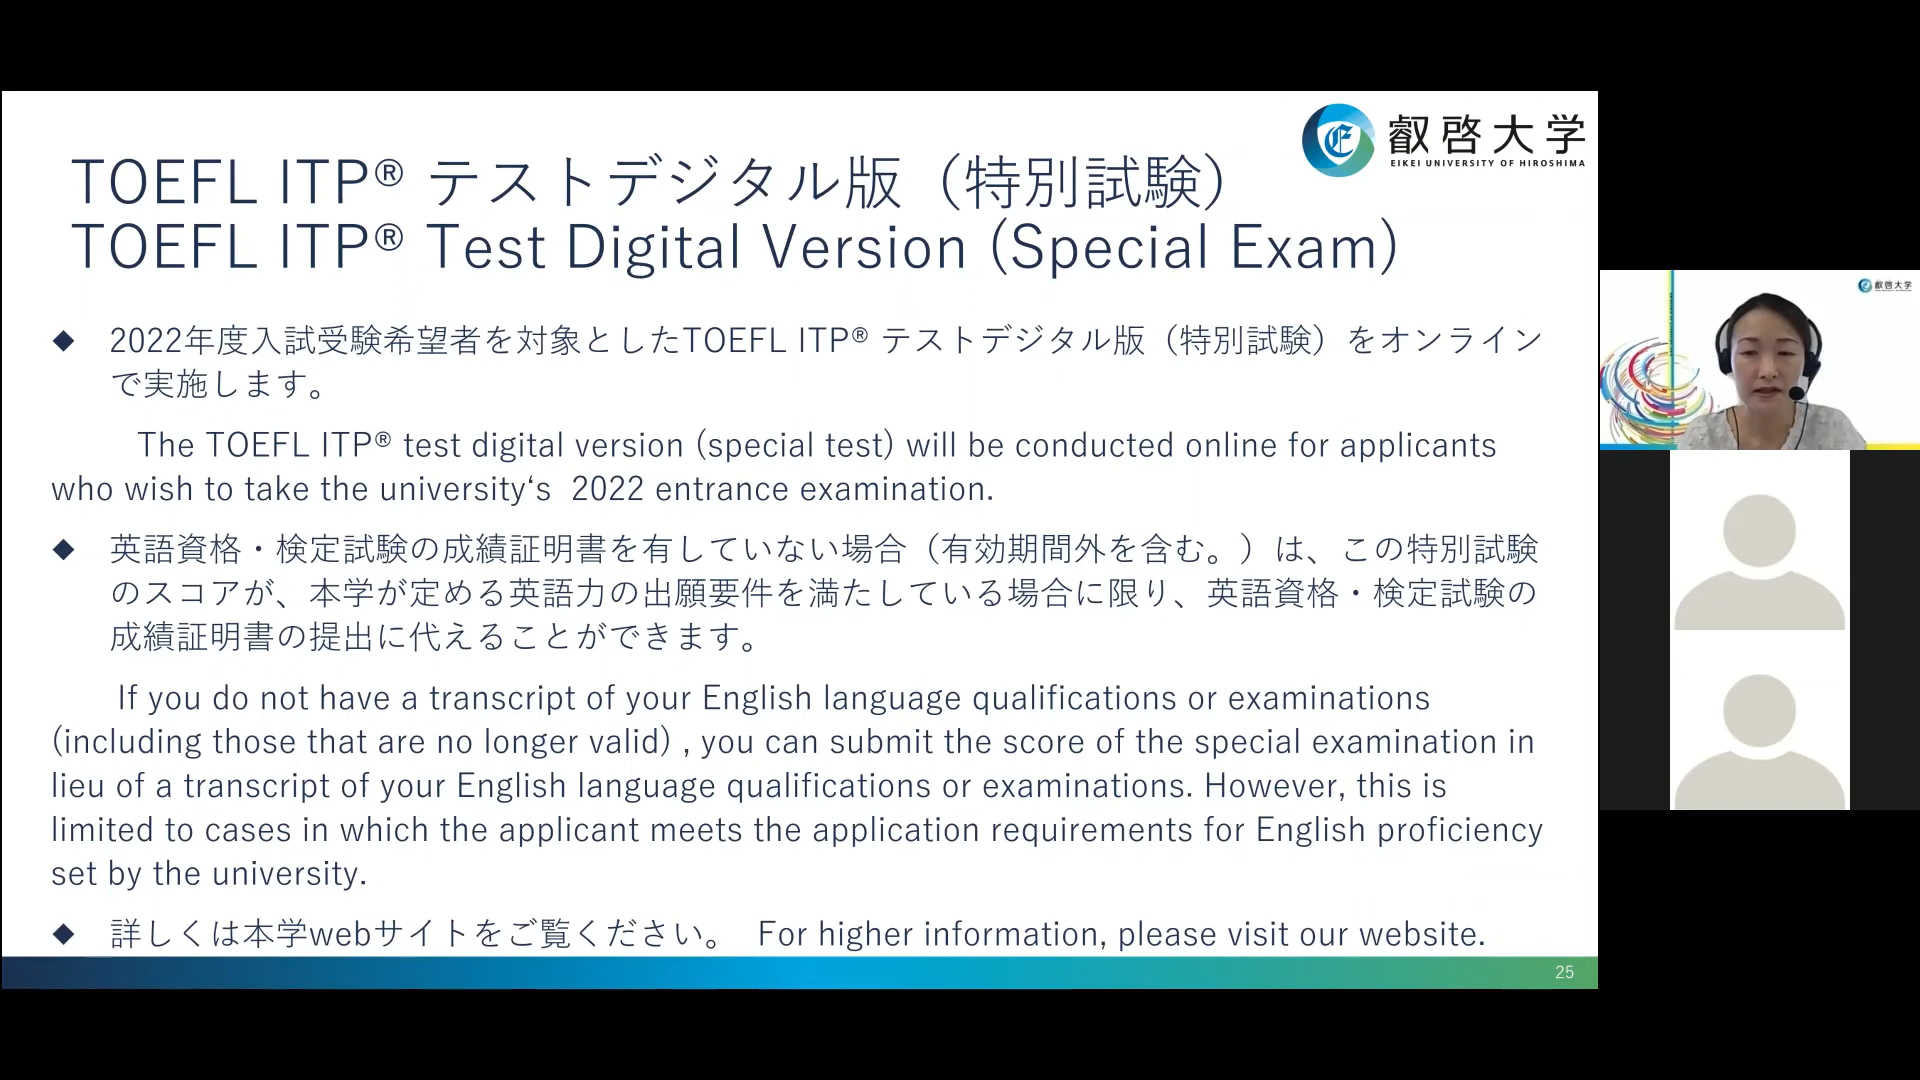 叡啓大学
EIKEI UNIVERSITY OF HIROSHIMA
TOEFL ITP® テストデジタル版（特別試験）
TOEFL ITP® Test Digital Version (Special Exam)
◆ 2022年度入試受験希望者を対象としたTOEFL ITP® テストデジタル版（特別試験）をオンライン
で実施します。
The TOEFL ITP® test digital version (special test) will be conducted online for applicants
who wish to take the university‘s 2022 entrance examination.
◆ 英語資格・検定試験の成績証明書を有していない場合（有効期間外を含む。）は、この特別試験
のスコアが、本学が定める英語力の出願要件を満たしている場合に限り、英語資格・検定試験の
成績証明書の提出に代えることができます。
If you do not have a transcript of your English language qualifications or examinations
(including those that are no longer valid) , you can submit the score of the special examination in
lieu of a transcript of your English language qualifications or examinations. However, this is
limited to cases in which the applicant meets the application requirements for English proficiency
set by the university.
◆ 詳しくは本学webサイトをご覧ください。 For higher information, please visit our website.
25
叡啓大学